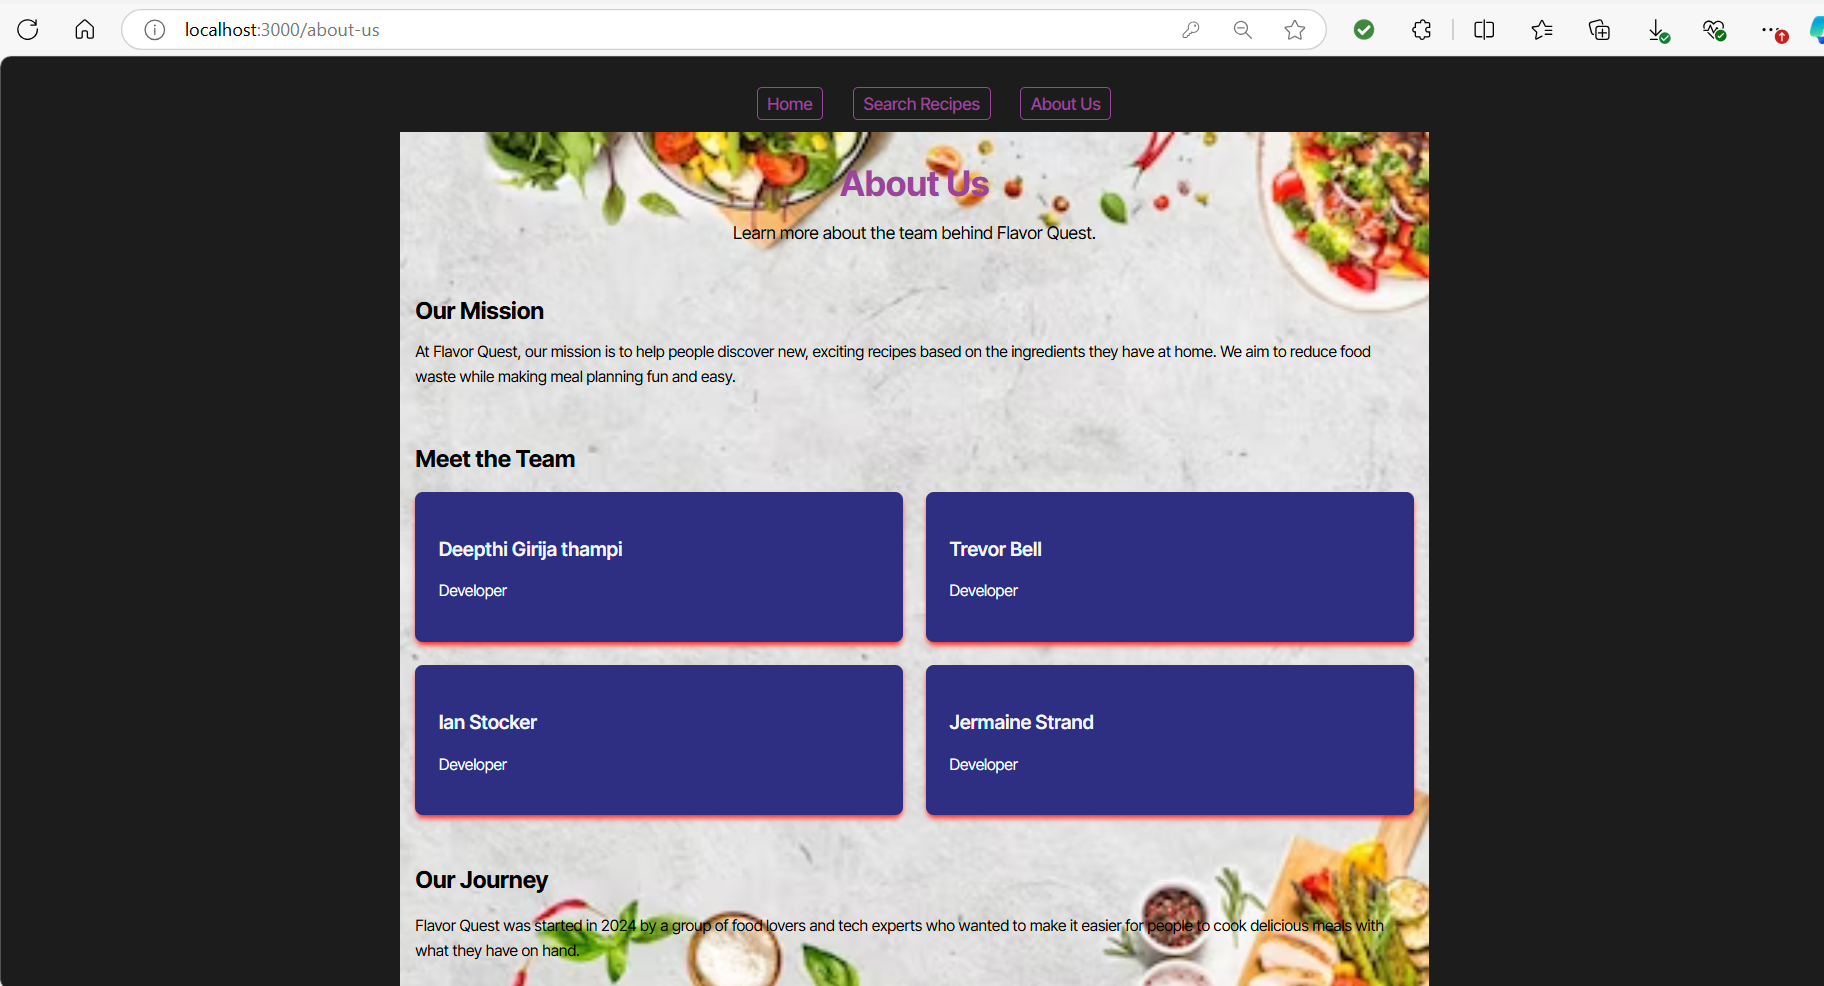 localhost:3000/about-us
Home Search Recipes About Us
About Us
Learn more about the team behind Flavor Quest.
Our Mission
At Flavor Quest, our mission is to help people discover new, exciting recipes based on the ingredients they have at home. We aim to reduce food
waste while making meal planning fun and easy.
Meet the Team
Deepthi Girija thampi
Developer
Trevor Bell
Developer
Ian Stocker
Developer
Jermaine Strand
Developer
Our Journey
Flavor Quest was started in 2024 by a group of food lovers and tech experts who wanted to make it easier for people to cook delicious meals with
what they have on hand.